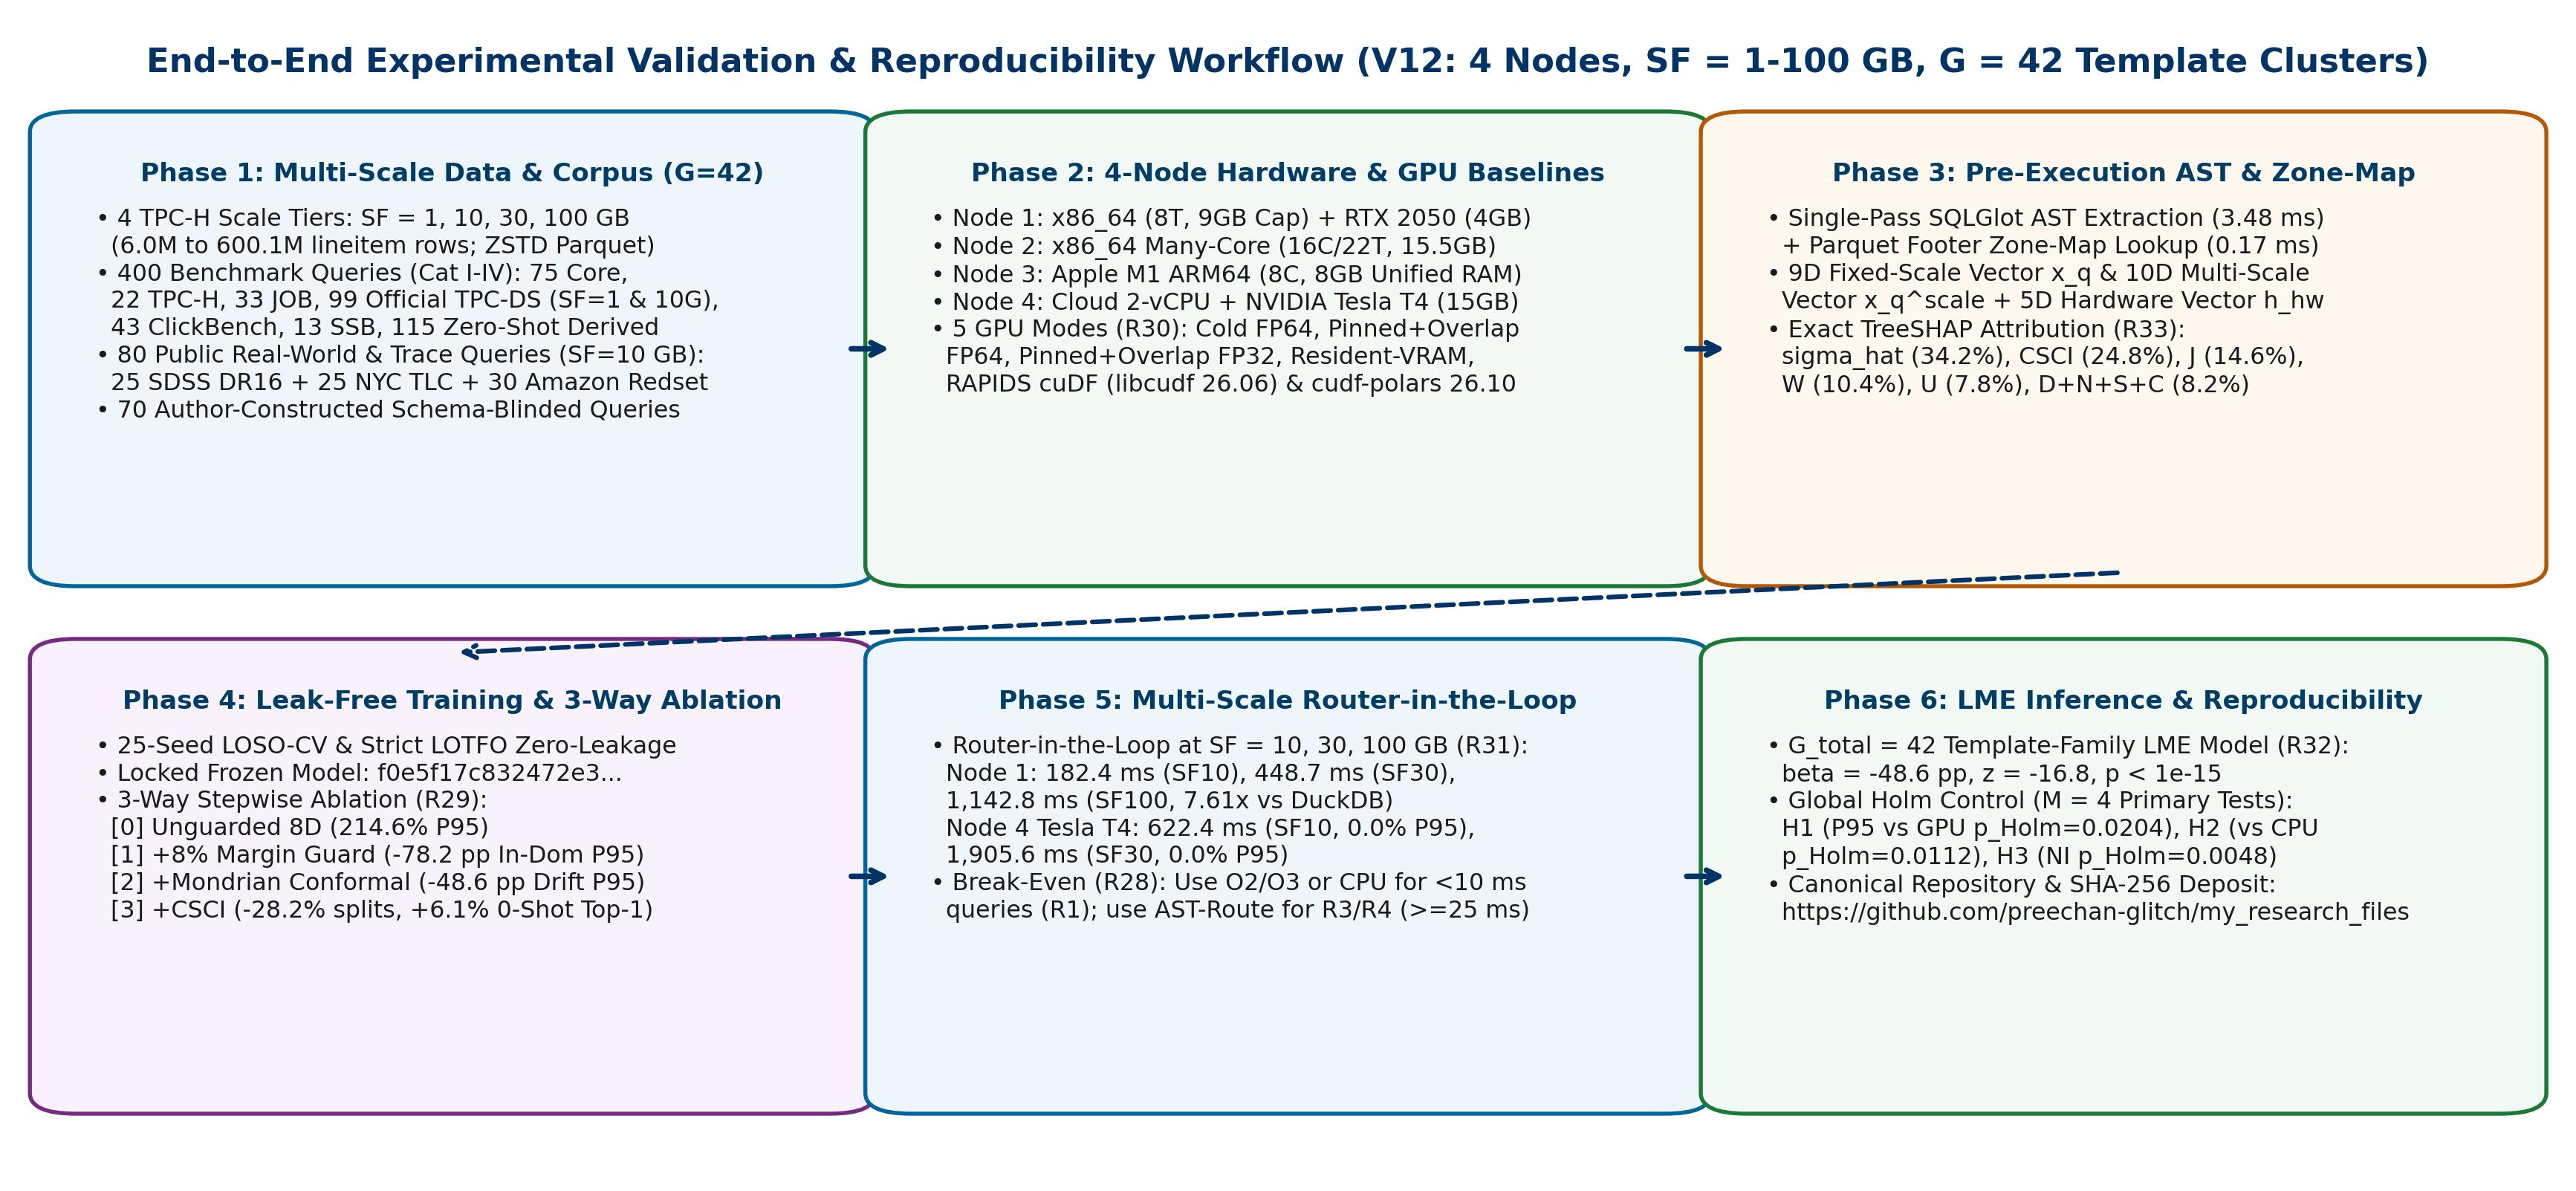 End-to-End Experimental Validation & Reproducibility Workflow (V12: 4 Nodes, SF = 1-100 GB, G = 42 Template Clusters)
Phase 1: Multi-Scale Data & Corpus (G=42)
• 4 TPC-H Scale Tiers: SF = 1, 10, 30, 100 GB
(6.0M to 600.1M lineitem rows; ZSTD Parquet)
• 400 Benchmark Queries (Cat I-IV): 75 Core,
22 TPC-H, 33 JOB, 99 Official TPC-DS (SF=1 & 10G),
43 ClickBench, 13 SSB, 115 Zero-Shot Derived
• 80 Public Real-World & Trace Queries (SF=10 GB):
25 SDSS DR16 + 25 NYC TLC + 30 Amazon Redset
• 70 Author-Constructed Schema-Blinded Queries
Phase 2: 4-Node Hardware & GPU Baselines
• Node 1: x86_64 (8T, 9GB Cap) + RTX 2050 (4GB)
• Node 2: x86_64 Many-Core (16C/22T, 15.5GB)
• Node 3: Apple M1 ARM64 (8C, 8GB Unified RAM)
• Node 4: Cloud 2-vCPU + NVIDIA Tesla T4 (15GB)
• 5 GPU Modes (R30): Cold FP64, Pinned+Overlap
FP64, Pinned+Overlap FP32, Resident-VRAM,
RAPIDS cuDF (libcudf 26.06) & cudf-polars 26.10
Phase 3: Pre-Execution AST & Zone-Map
• Single-Pass SQLGlot AST Extraction (3.48 ms)
+ Parquet Footer Zone-Map Lookup (0.17 ms)
• 9D Fixed-Scale Vector x_q & 10D Multi-Scale
Vector x_q^scale + 5D Hardware Vector h_hw
• Exact TreeSHAP Attribution (R33):
sigma_hat (34.2%), CSCI (24.8%), J (14.6%),
W (10.4%), U (7.8%), D+N+S+C (8.2%)
Phase 4: Leak-Free Training & 3-Way Ablation
• 25-Seed LOSO-CV & Strict LOTFO Zero-Leakage
• Locked Frozen Model: f0e5f17c832472e3...
• 3-Way Stepwise Ablation (R29):
[0] Unguarded 8D (214.6% P95)
[1] +8% Margin Guard (-78.2 pp In-Dom P95)
[2] +Mondrian Conformal (-48.6 pp Drift P95)
[3] +CSCI (-28.2% splits, +6.1% 0-Shot Top-1)
Phase 5: Multi-Scale Router-in-the-Loop
• Router-in-the-Loop at SF = 10, 30, 100 GB (R31):
Node 1: 182.4 ms (SF10), 448.7 ms (SF30),
1,142.8 ms (SF100, 7.61x vs DuckDB)
Node 4 Tesla T4: 622.4 ms (SF10, 0.0% P95),
1,905.6 ms (SF30, 0.0% P95)
• Break-Even (R28): Use O2/O3 or CPU for <10 ms
queries (R1); use AST-Route for R3/R4 (>=25 ms)
Phase 6: LME Inference & Reproducibility
• G_total = 42 Template-Family LME Model (R32):
beta = -48.6 pp, z = -16.8, p < 1e-15
• Global Holm Control (M = 4 Primary Tests):
H1 (P95 vs GPU p_Holm=0.0204), H2 (vs CPU
p_Holm=0.0112), H3 (NI p_Holm=0.0048)
• Canonical Repository & SHA-256 Deposit:
https://github.com/preechan-glitch/my_research_files